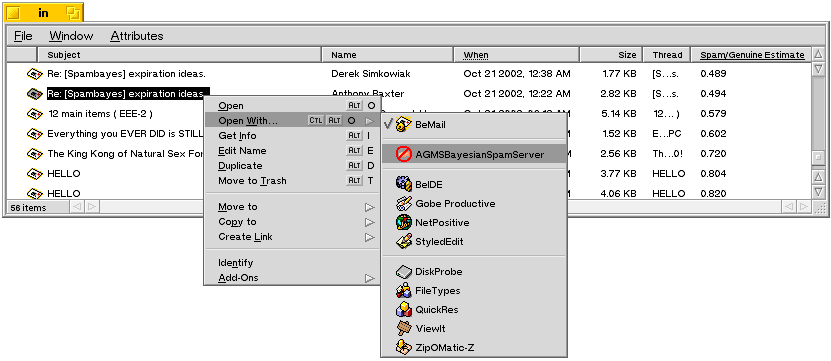 in
File Window Attributes
Subject Name When Size Thread Spam/Genuine Estimate
Re: [Spambayes] expiration ideas. Derek Simkowiak Oct 21 2002, 12:38 AM 1.77 KB [S...s. 0.489
Re: [Spambayes] expiration ideas. Anthony Baxter Oct 21 2002, 12:22 AM 2.82 KB [S...s. 0.494
12 main items ( EEE-2 ) M 5.14 KB 12... ) 0.579
Everything you EVER DID is STILL M 1.52 KB E...PC 0.602
The King Kong of Natural Sex For M 2.56 KB Th...0! 0.720
HELLO M 3.77 KB HELLO 0.804
HELLO M 4.06 KB HELLO 0.820
56 items
Open ALT O
Open With... CTL ALT O
Get Info ALT I
Edit Name ALT E
Duplicate ALT D
Move to Trash ALT T
Move to
Copy to
Create Link
Identify
Add-Ons
BeMail
AGMSBayesianSpamServer
BeIDE
Gobe Productive
NetPositive
StyledEdit
DiskProbe
FileTypes
QuickRes
ViewIt
ZipOMatic-Z